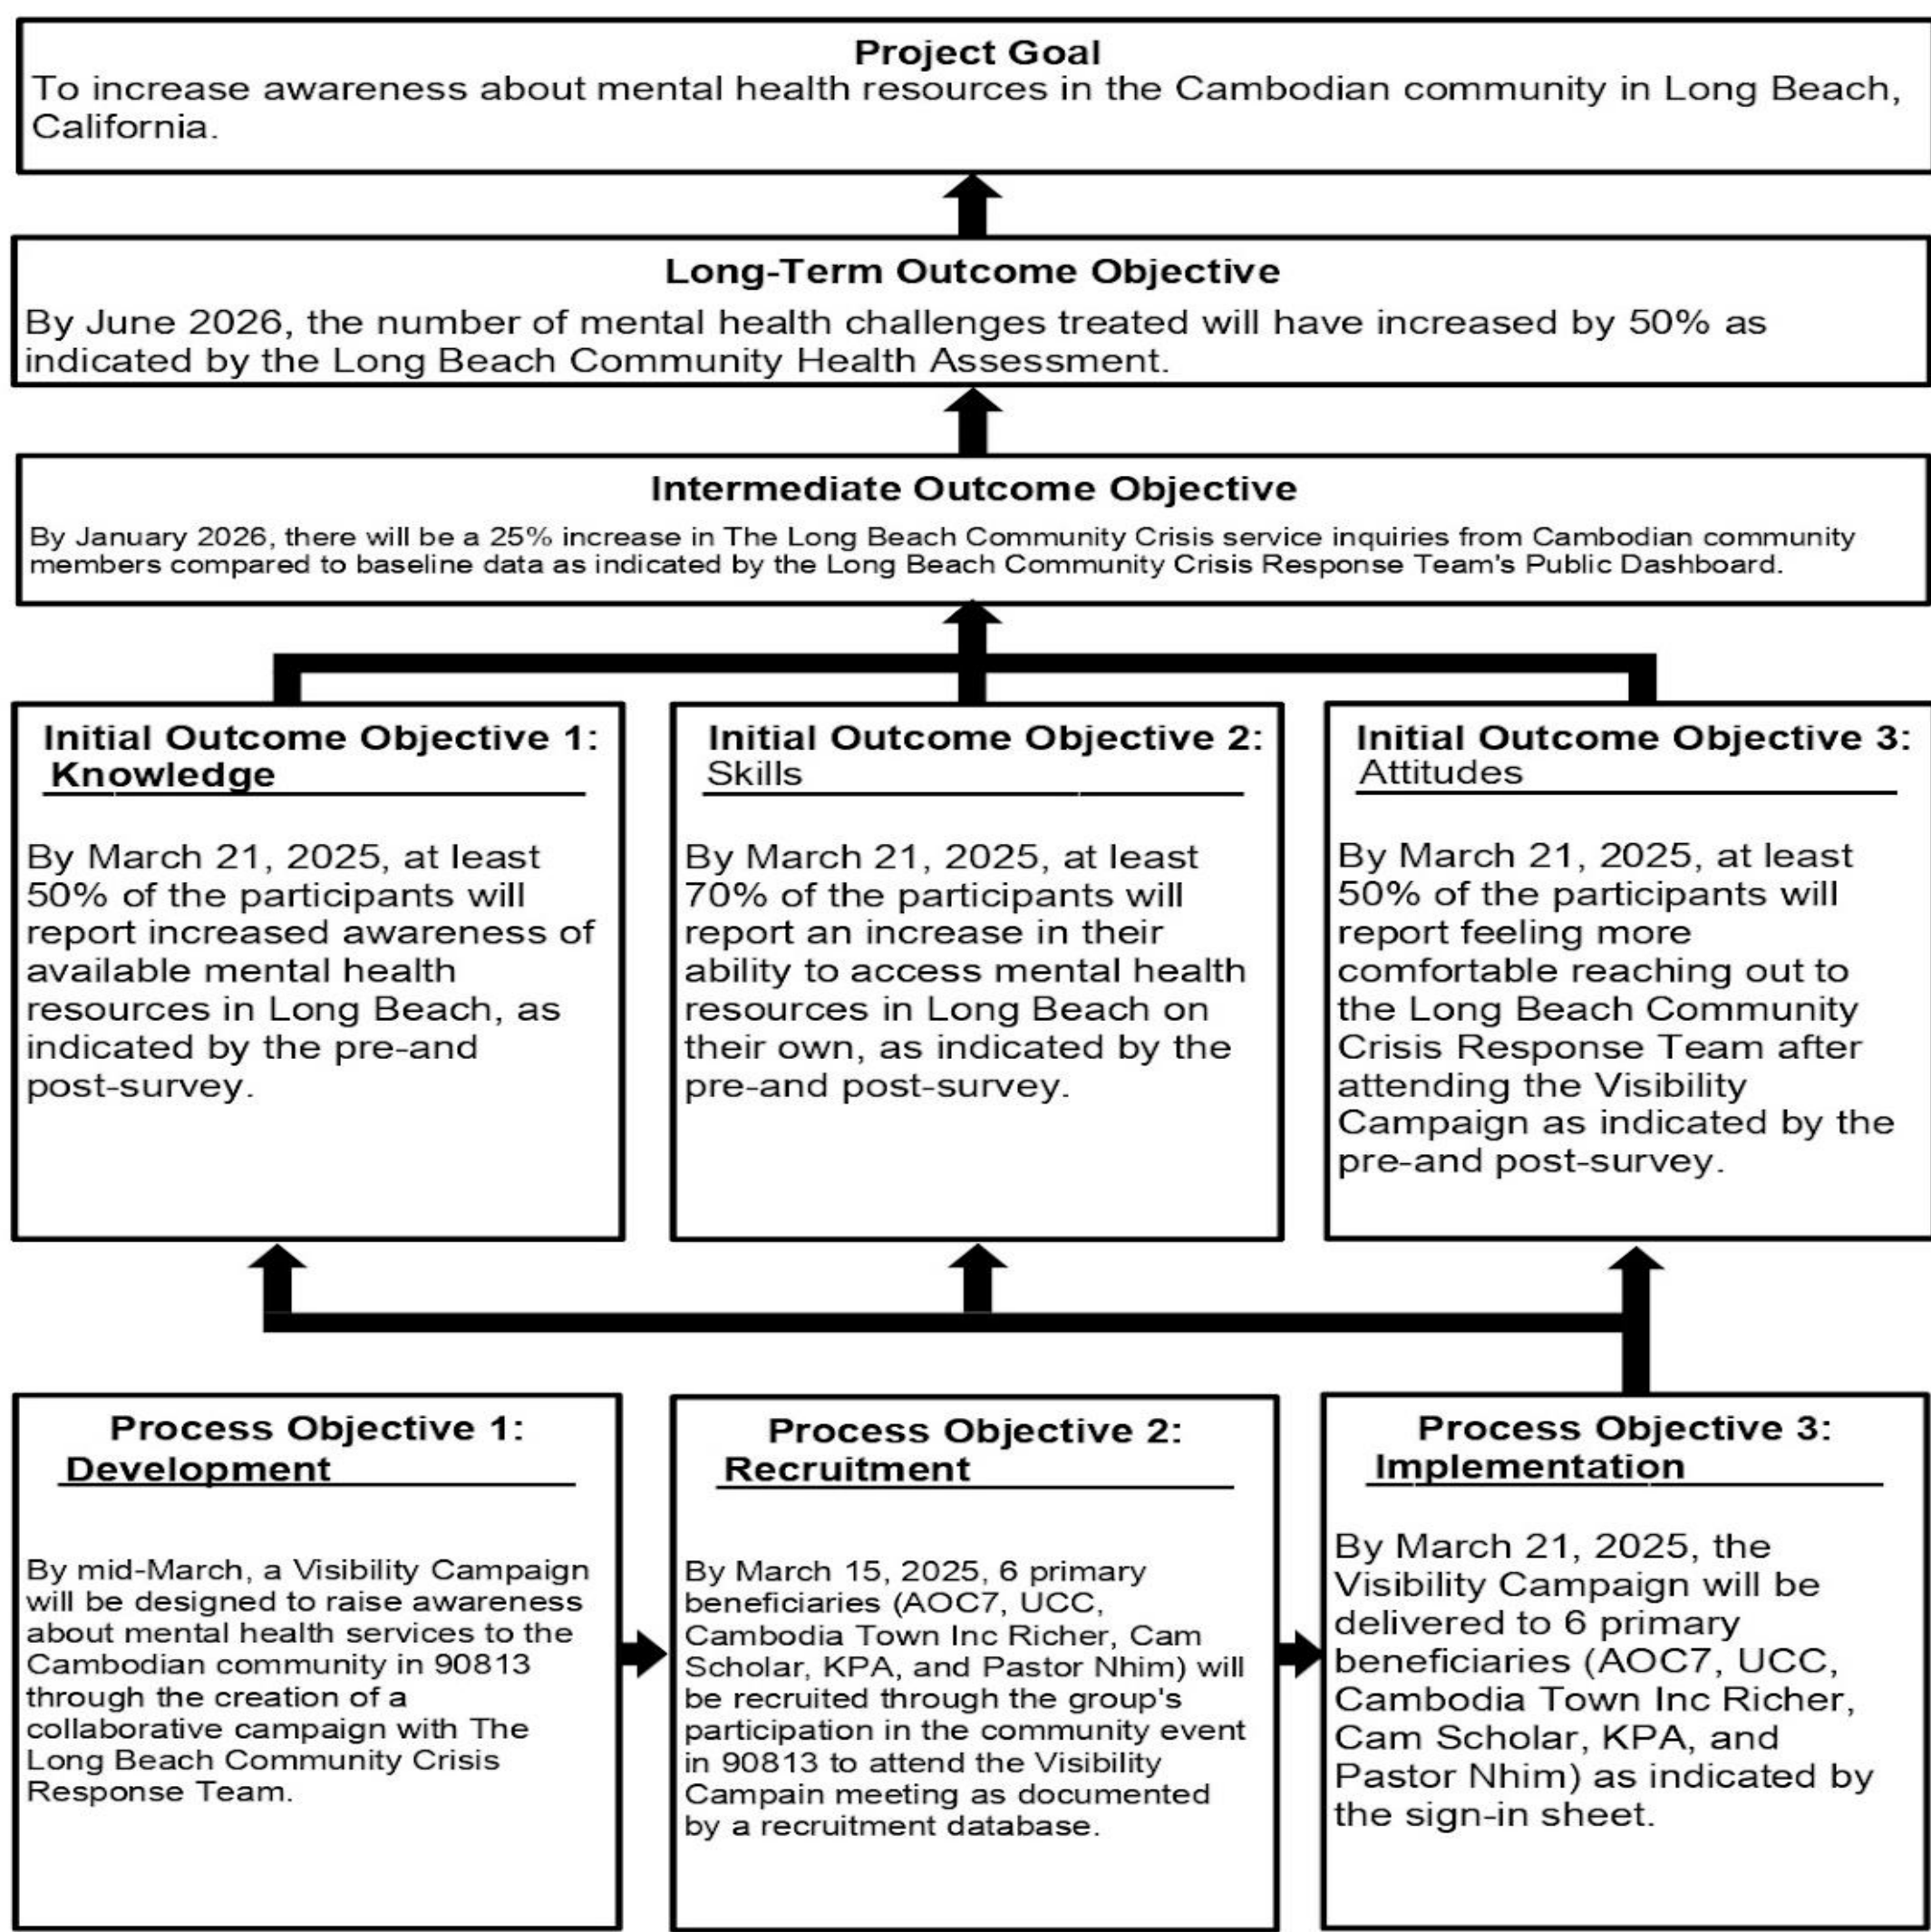 Project Goal
To increase awareness about mental health resources in the Cambodian community in Long Beach,
California.
Long-Term Outcome Objective
By June 2026, the number of mental health challenges treated will have increased by 50% as
indicated by the Long Beach Community Health Assessment.
Intermediate Outcome Objective
By January 2026, there will be a 25% increase in The Long Beach Community Crisis service inquiries from Cambodian community
members compared to baseline data as indicated by the Long Beach Community Crisis Response Team's Public Dashboard.
Initial Outcome Objective 1:
Knowledge
By March 21, 2025, at least
50% of the participants will
report increased awareness of
available mental health
resources in Long Beach, as
indicated by the pre-and
post-survey.
Initial Outcome Objective 2:
Skills
By March 21, 2025, at least
70% of the participants will
report an increase in their
ability to access mental health
resources in Long Beach on
their own, as indicated by the
pre-and post-survey.
Initial Outcome Objective 3:
Attitudes
By March 21, 2025, at least
50% of the participants will
report feeling more
comfortable reaching out to
the Long Beach Community
Crisis Response Team after
attending the Visibility
Campaign as indicated by the
pre-and post-survey.
Process Objective 1:
Development
By mid-March, a Visibility Campaign
will be designed to raise awareness
about mental health services to the
Cambodian community in 90813
through the creation of a
collaborative campaign with The
Long Beach Community Crisis
Response Team.
Process Objective 2:
Recruitment
By March 15, 2025, 6 primary
beneficiaries (AOC7, UCC,
Cambodia Town Inc Richer, Cam
Scholar, KPA, and Pastor Nhim) will
be recruited through the group's
participation in the community event
in 90813 to attend the Visibility
Campain meeting as documented
by a recruitment database.
Process Objective 3:
Implementation
By March 21, 2025, the
Visibility Campaign will be
delivered to 6 primary
beneficiaries (AOC7, UCC,
Cambodia Town Inc Richer,
Cam Scholar, KPA, and
Pastor Nhim) as indicated by
the sign-in sheet.